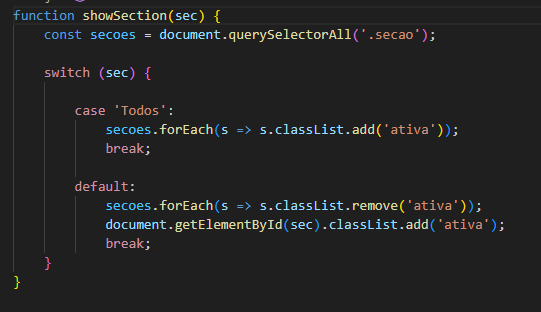 function showSection(sec) {
    const secoes = document.querySelectorAll('.secao');

    switch (sec) {

        case 'Todos':
            secoes.forEach(s => s.classList.add('ativa'));
            break;

        default:
            secoes.forEach(s => s.classList.remove('ativa'));
            document.getElementById(sec).classList.add('ativa');
            break;
    }
}